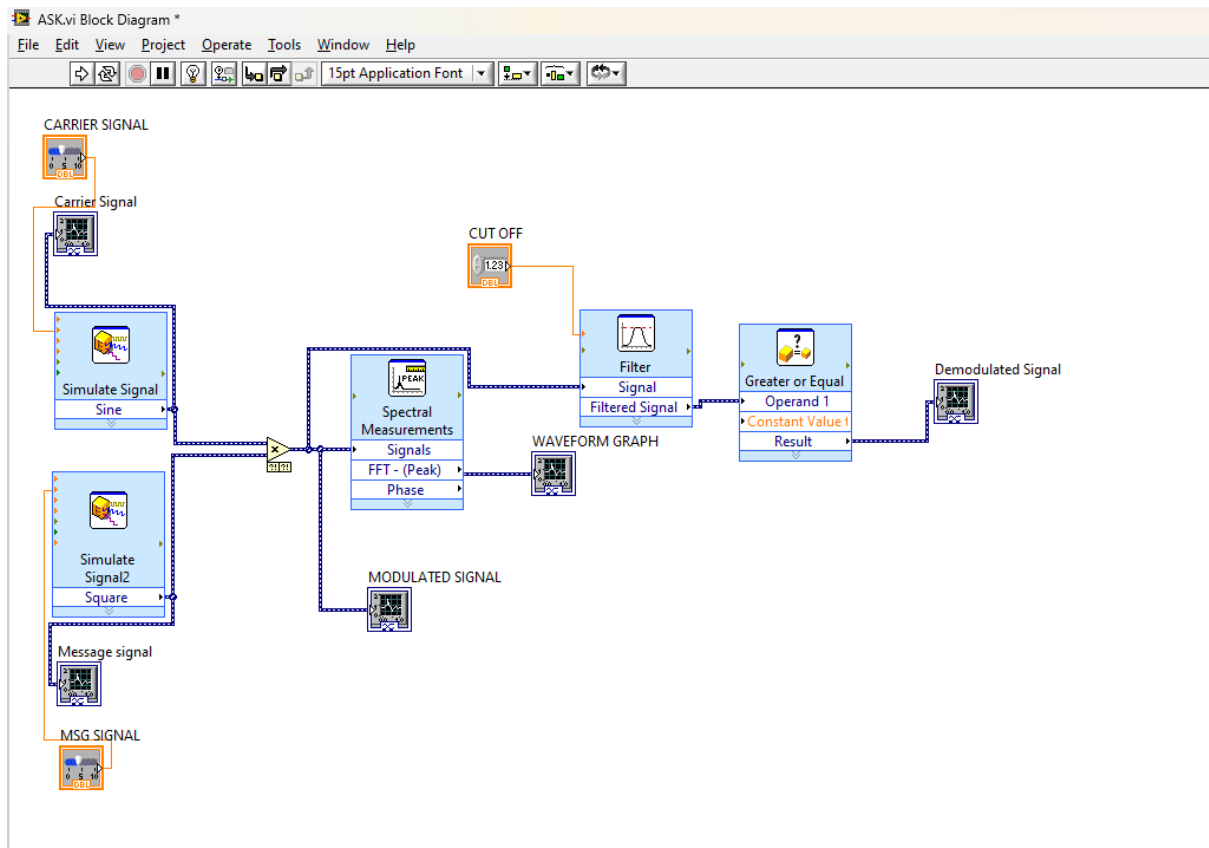 ASK.vi Block Diagram *
File Edit View Project Operate Tools Window Help
15pt Application Font
CARRIER SIGNAL
DBL
Carrier Signal
CUT OFF
1.23
DBL
Simulate Signal
Sine
PEAK
Spectral
Measurements
Signals
FFT - (Peak)
Phase
Filter
Signal
Filtered Signal
?
Greater or Equal
Operand 1
Constant Value 1
Result
Demodulated Signal
WAVEFORM GRAPH
x
?! ?!
Simulate
Signal2
Square
MODULATED SIGNAL
Message signal
MSG SIGNAL
0 5 10
DBL